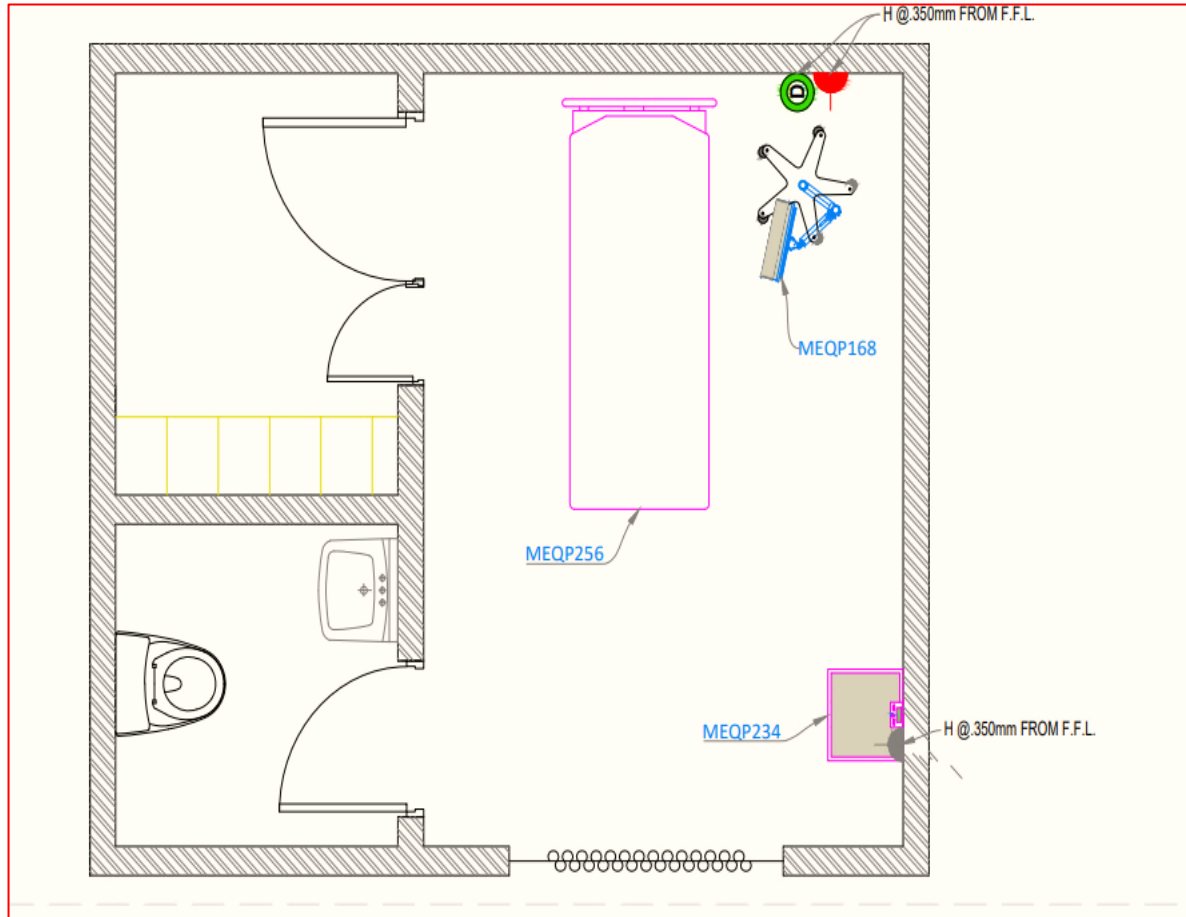 H @.350mm FROM F.F.L.
D
MEQP168
MEQP256
MEQP234
H @.350mm FROM F.F.L.